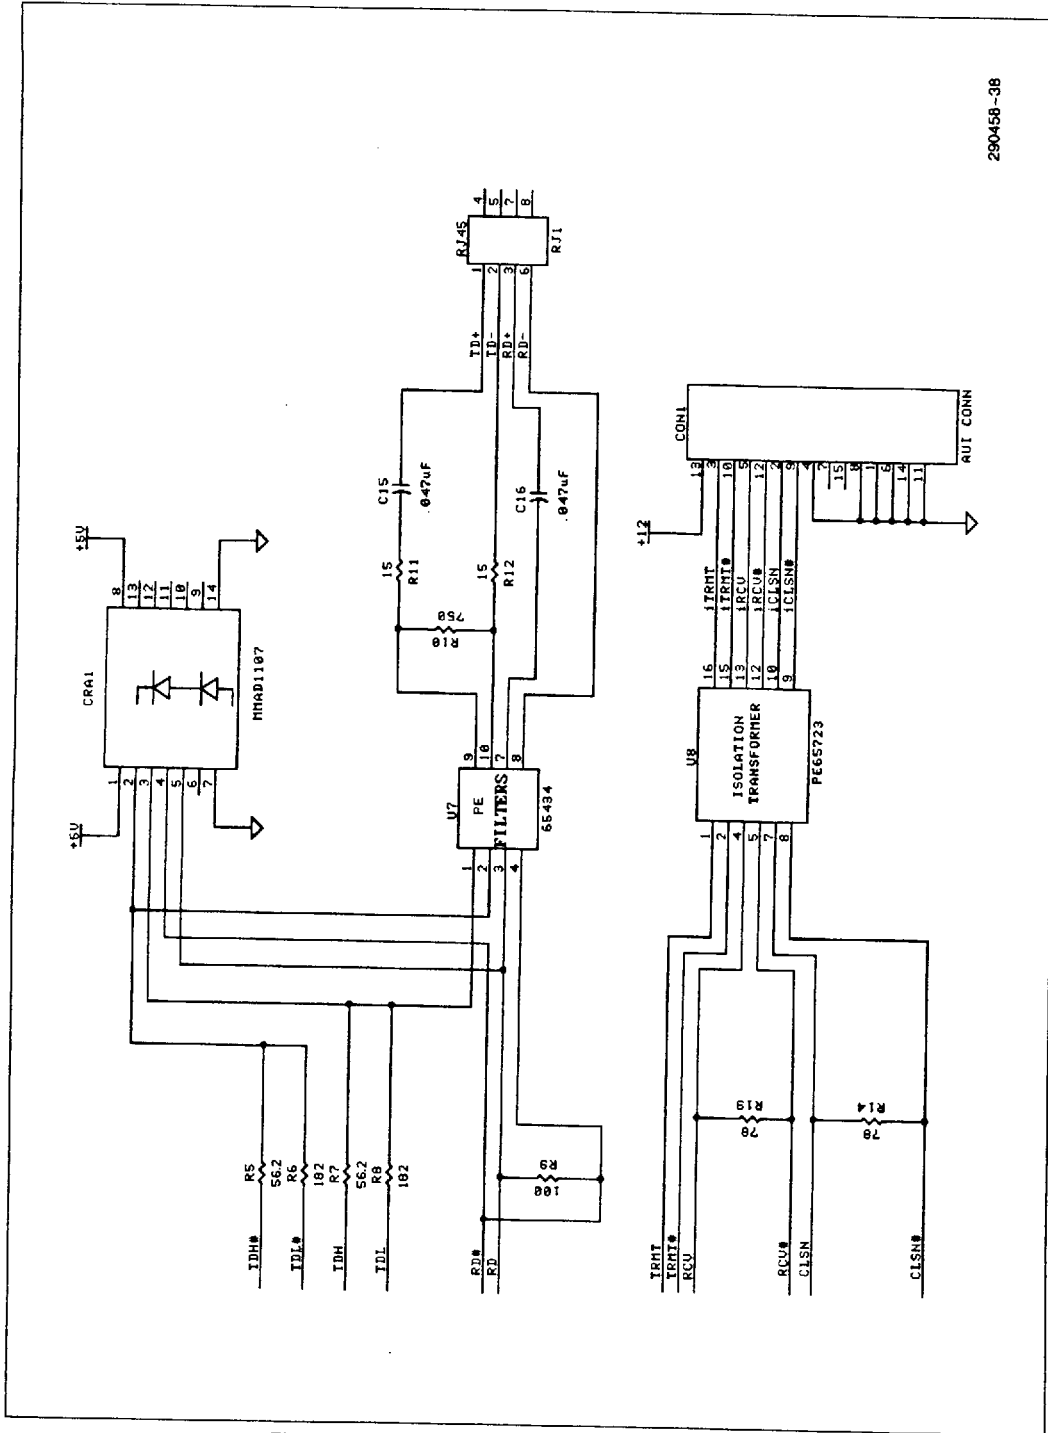 +5V
CRA1
+5V
1
2
3
4
5
6
7
8
13
12
11
10
9
14
MMAD1107
R5
56.2
R6
182
R7
56.2
R8
182
TDH#
TDL#
TDH
TDL
RD#
RD
R9
100
U7
PE
FILTERS
65434
1
2
3
4
9
10
7
8
R10
750
15
R11
15
R12
C15
.047uF
C16
.047uF
TD+
TD-
RD+
RD-
RJ45
1
2
3
6
4
5
7
8
RJ1
TRMT
TRMT#
RCV
RCV#
CLSN
CLSN#
R19
78
R14
78
U8
ISOLATION
TRANSFORMER
PE65723
1
2
4
5
7
8
16
15
13
12
10
9
iTRMT
iTRMT#
iRCV
iRCV#
iCLSN
iCLSN#
+12
CON1
13
3
10
5
12
2
9
4
7
15
8
1
6
14
11
AUI CONN
290458-38